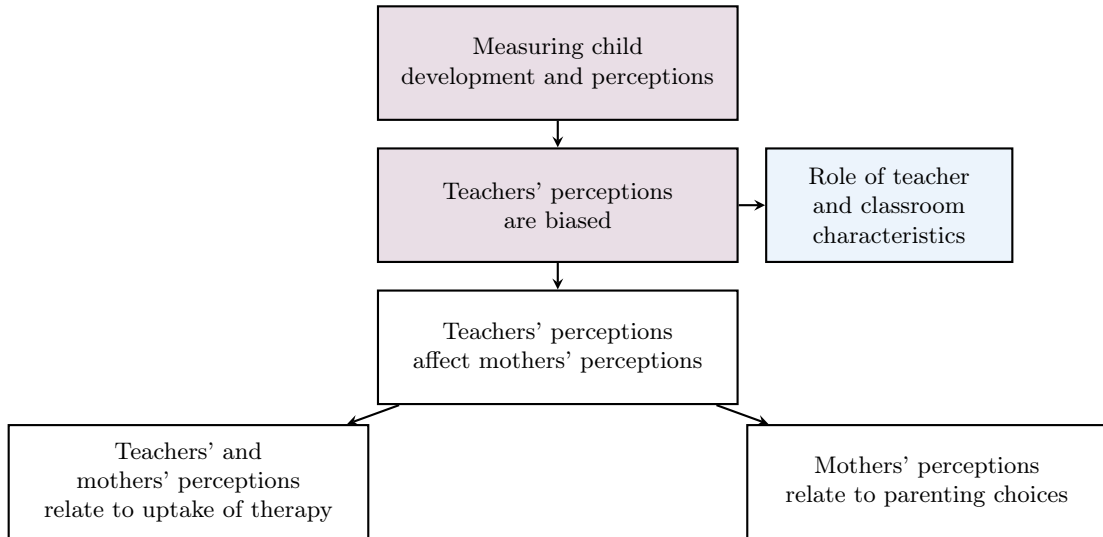 Measuring child
development and perceptions
Teachers' perceptions
are biased
Role of teacher
and classroom
characteristics
Teachers' perceptions
affect mothers' perceptions
Teachers' and
mothers' perceptions
relate to uptake of therapy
Mothers' perceptions
relate to parenting choices